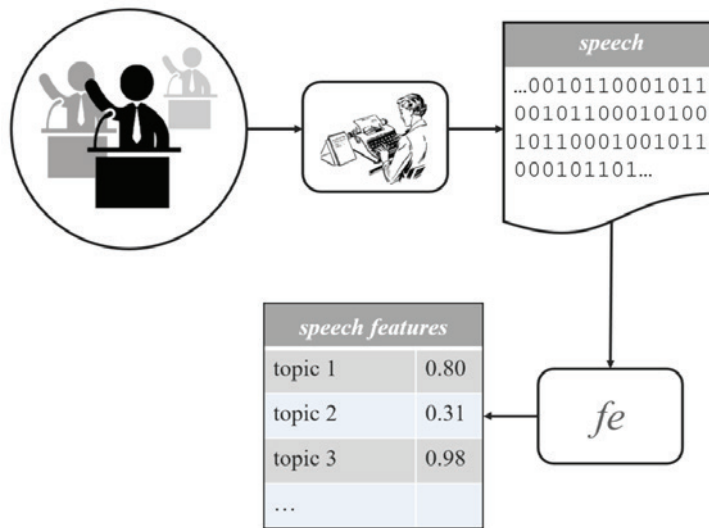 speech
...0010110001011
00101100010100
10110001001011
000101101...
speech features
topic 1 0.80
topic 2 0.31
topic 3 0.98
...
fe